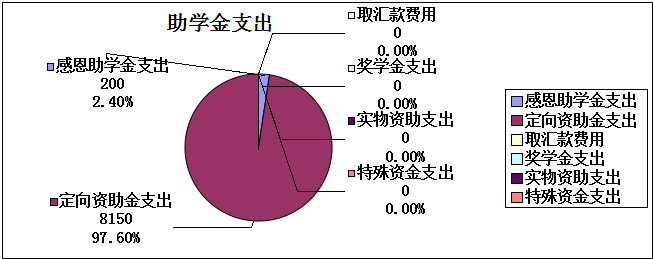 助学金支出
取汇款费用
0
0.00%
感恩助学金支出
200
2.40%
奖学金支出
0
0.00%
实物资助支出
0
0.00%
特殊资金支出
0
0.00%
定向资助金支出
8150
97.60%
感恩助学金支出
定向资助金支出
取汇款费用
奖学金支出
实物资助支出
特殊资金支出